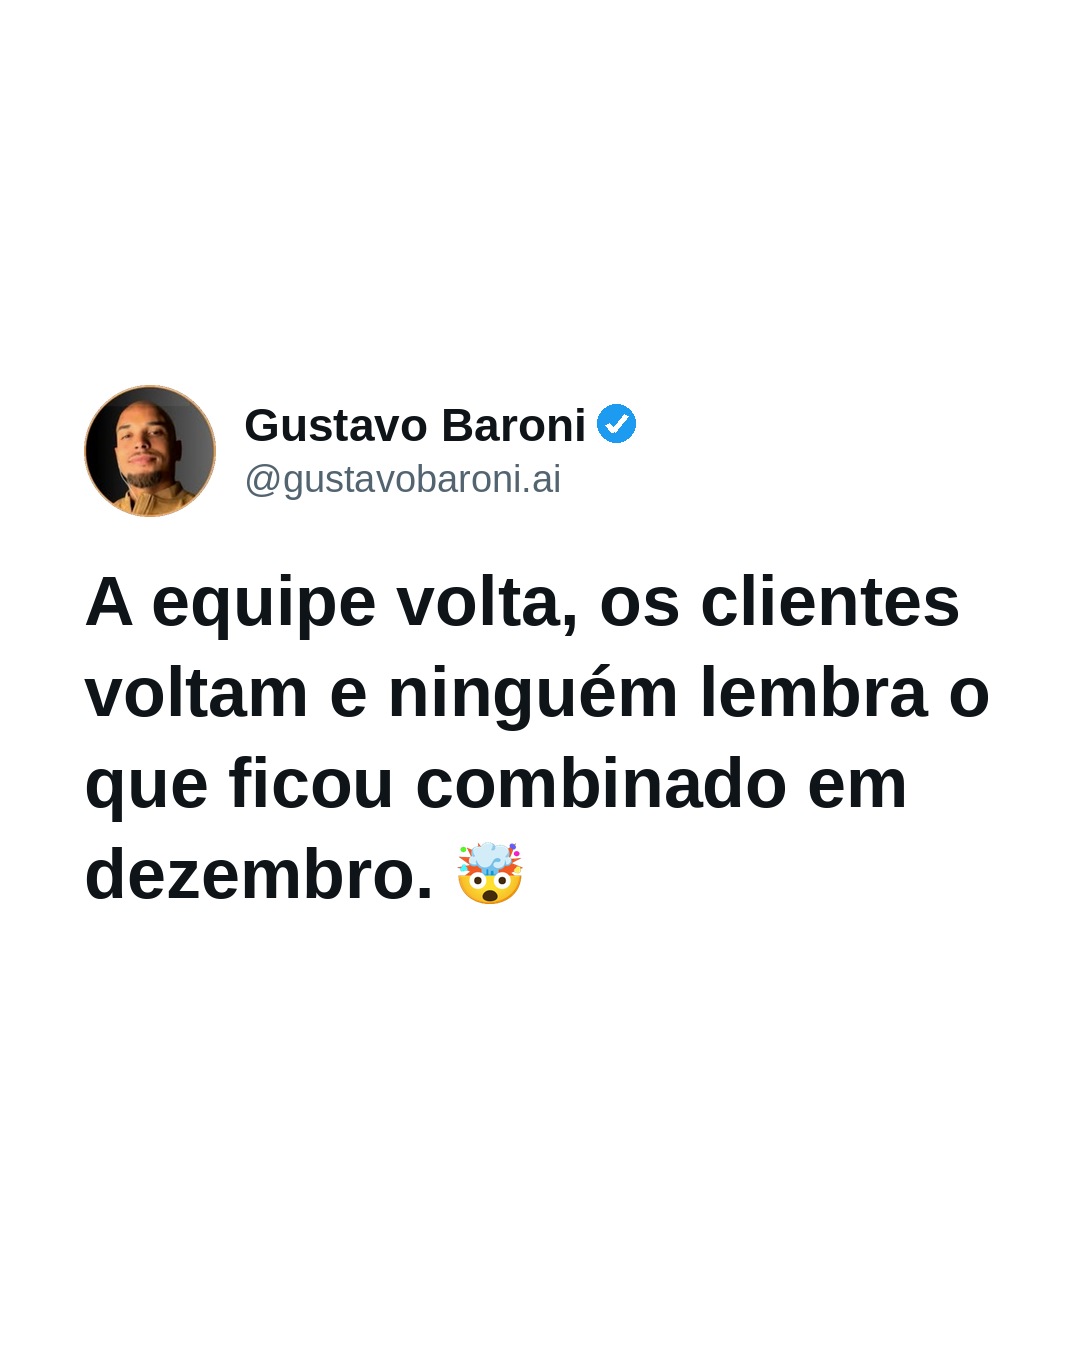 Gustavo Baroni
@gustavobaroni.ai
A equipe volta, os clientes
voltam e ninguém lembra o
que ficou combinado em
dezembro. 🤯